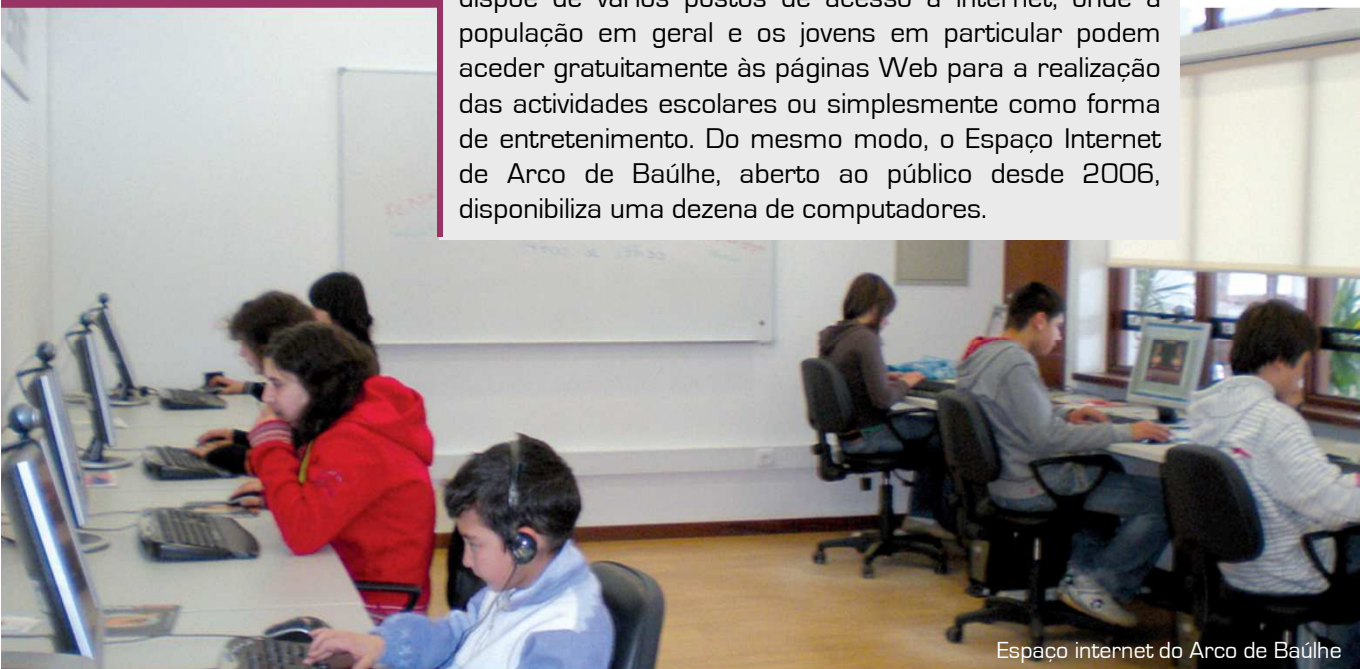 dispõe de vários postos de acesso à internet, onde a
população em geral e os jovens em particular podem
aceder gratuitamente às páginas Web para a realização
das actividades escolares ou simplesmente como forma
de entretenimento. Do mesmo modo, o Espaço Internet
de Arco de Baúlhe, aberto ao público desde 2006,
disponibiliza uma dezena de computadores.
Espaço internet do Arco de Baúlhe